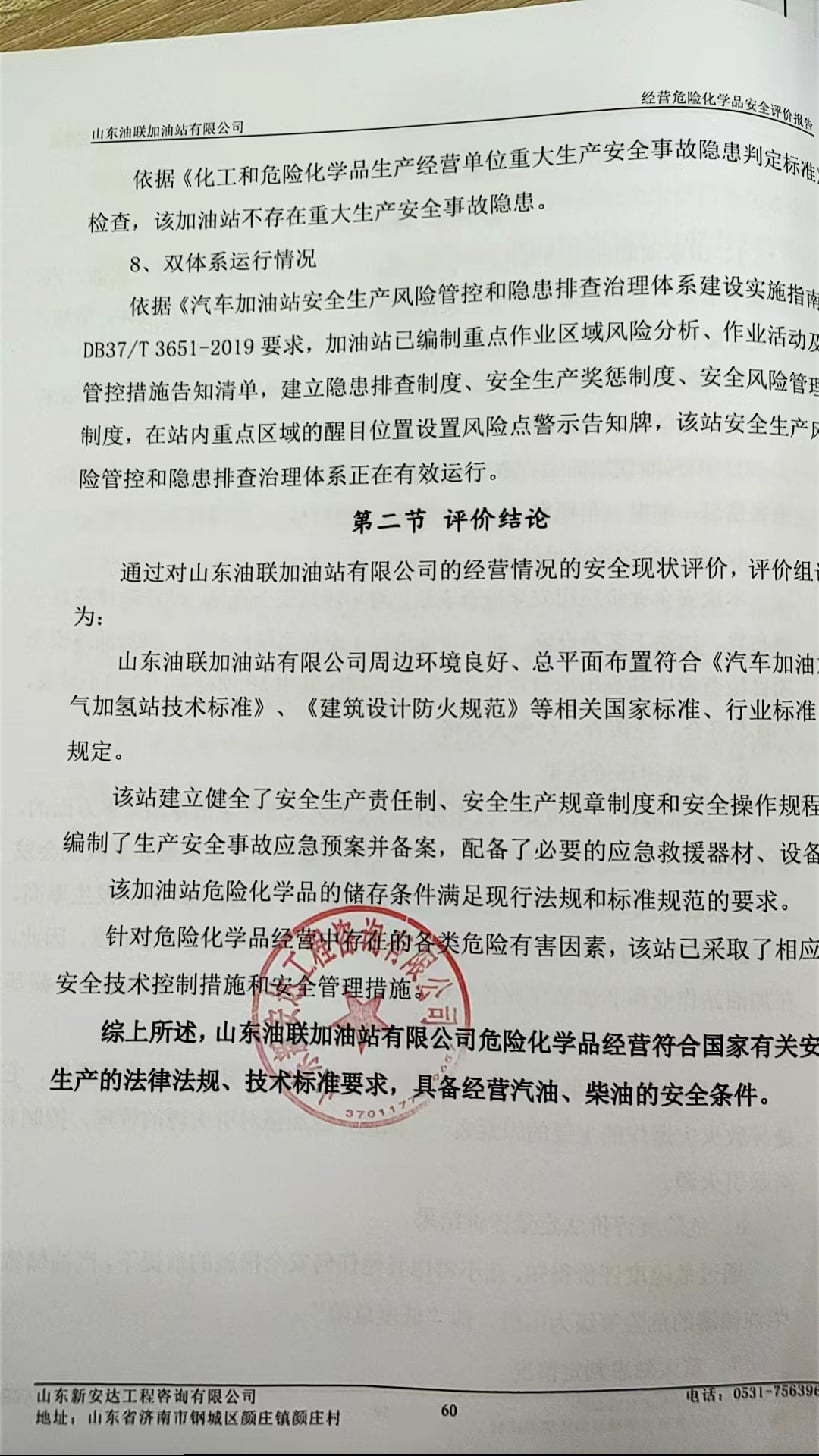 山东油联加油站有限公司
经营危险化学品安全评价报告
依据《化工和危险化学品生产经营单位重大生产安全事故隐患判定标准》
检查，该加油站不存在重大生产安全事故隐患。
8、双体系运行情况
依据《汽车加油站安全生产风险管控和隐患排查治理体系建设实施指南
DB37/T 3651-2019 要求，加油站已编制重点作业区域风险分析、作业活动及
管控措施告知清单，建立隐患排查制度、安全生产奖惩制度、安全风险管理
制度，在站内重点区域的醒目位置设置风险点警示告知牌，该站安全生产风
险管控和隐患排查治理体系正在有效运行。
第二节 评价结论
通过对山东油联加油站有限公司的经营情况的安全现状评价，评价组
为：
山东油联加油站有限公司周边环境良好、总平面布置符合《汽车加油
气加氢站技术标准》、《建筑设计防火规范》等相关国家标准、行业标准
规定。
该站建立健全了安全生产责任制、安全生产规章制度和安全操作规程
编制了生产安全事故应急预案并备案，配备了必要的应急救援器材、设备
该加油站危险化学品的储存条件满足现行法规和标准规范的要求。
针对危险化学品经营中存在的各类危险有害因素，该站已采取了相应
安全技术控制措施和安全管理措施。
综上所述，山东油联加油站有限公司危险化学品经营符合国家有关安
生产的法律法规、技术标准要求，具备经营汽油、柴油的安全条件。
安达工程咨询有限公司
山东新安达工程咨询有限公司
地址：山东省济南市钢城区颜庄镇颜庄村
60
电话：0531-756396